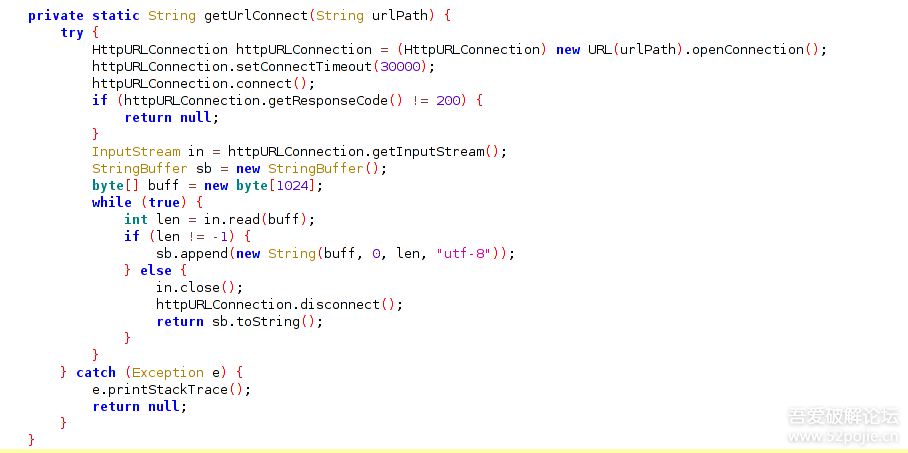 private static String getUrlConnect(String urlPath) {
    try {
        HttpURLConnection httpURLConnection = (HttpURLConnection) new URL(urlPath).openConnection();
        httpURLConnection.setConnectTimeout(30000);
        httpURLConnection.connect();
        if (httpURLConnection.getResponseCode() != 200) {
            return null;
        }
        InputStream in = httpURLConnection.getInputStream();
        StringBuffer sb = new StringBuffer();
        byte[] buff = new byte[1024];
        while (true) {
            int len = in.read(buff);
            if (len != -1) {
                sb.append(new String(buff, 0, len, "utf-8"));
            } else {
                in.close();
                httpURLConnection.disconnect();
                return sb.toString();
            }
        }
    } catch (Exception e) {
        e.printStackTrace();
        return null;
    }
}
吾爱破解论坛
www.52pojie.cn